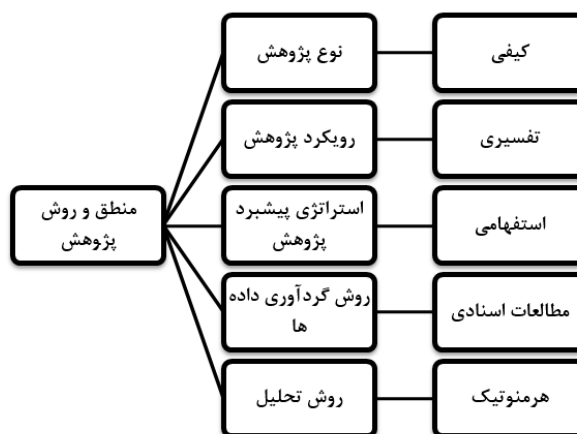 منطق و روش
پژوهش
نوع پژوهش
کیفی
رویکرد پژوهش
تفسیری
استراتژی پیشبرد
پژوهش
استفهامی
روش گردآوری داده
ها
مطالعات اسنادی
روش تحلیل
هرمنوتیک